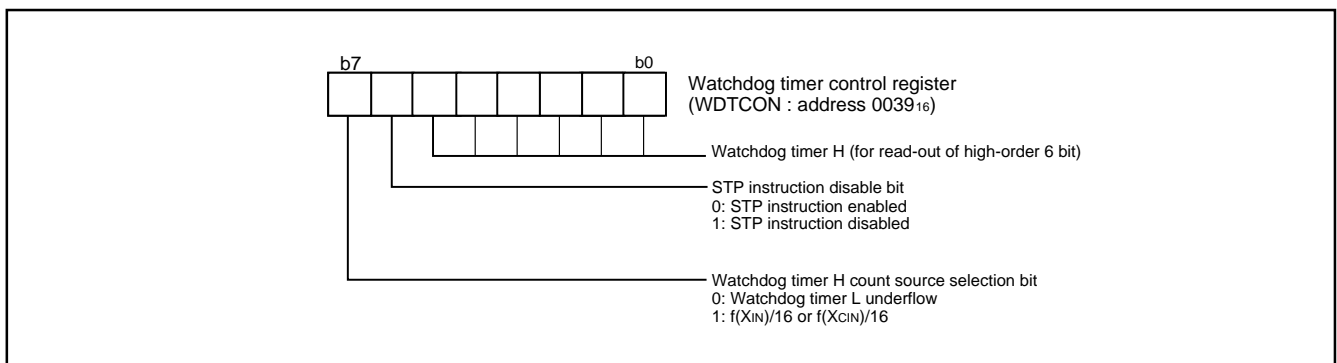 b7 b0
Watchdog timer control register
(WDTCON : address 003916)
Watchdog timer H (for read-out of high-order 6 bit)
STP instruction disable bit
0: STP instruction enabled
1: STP instruction disabled
Watchdog timer H count source selection bit
0: Watchdog timer L underflow
1: f(XIN)/16 or f(XCIN)/16